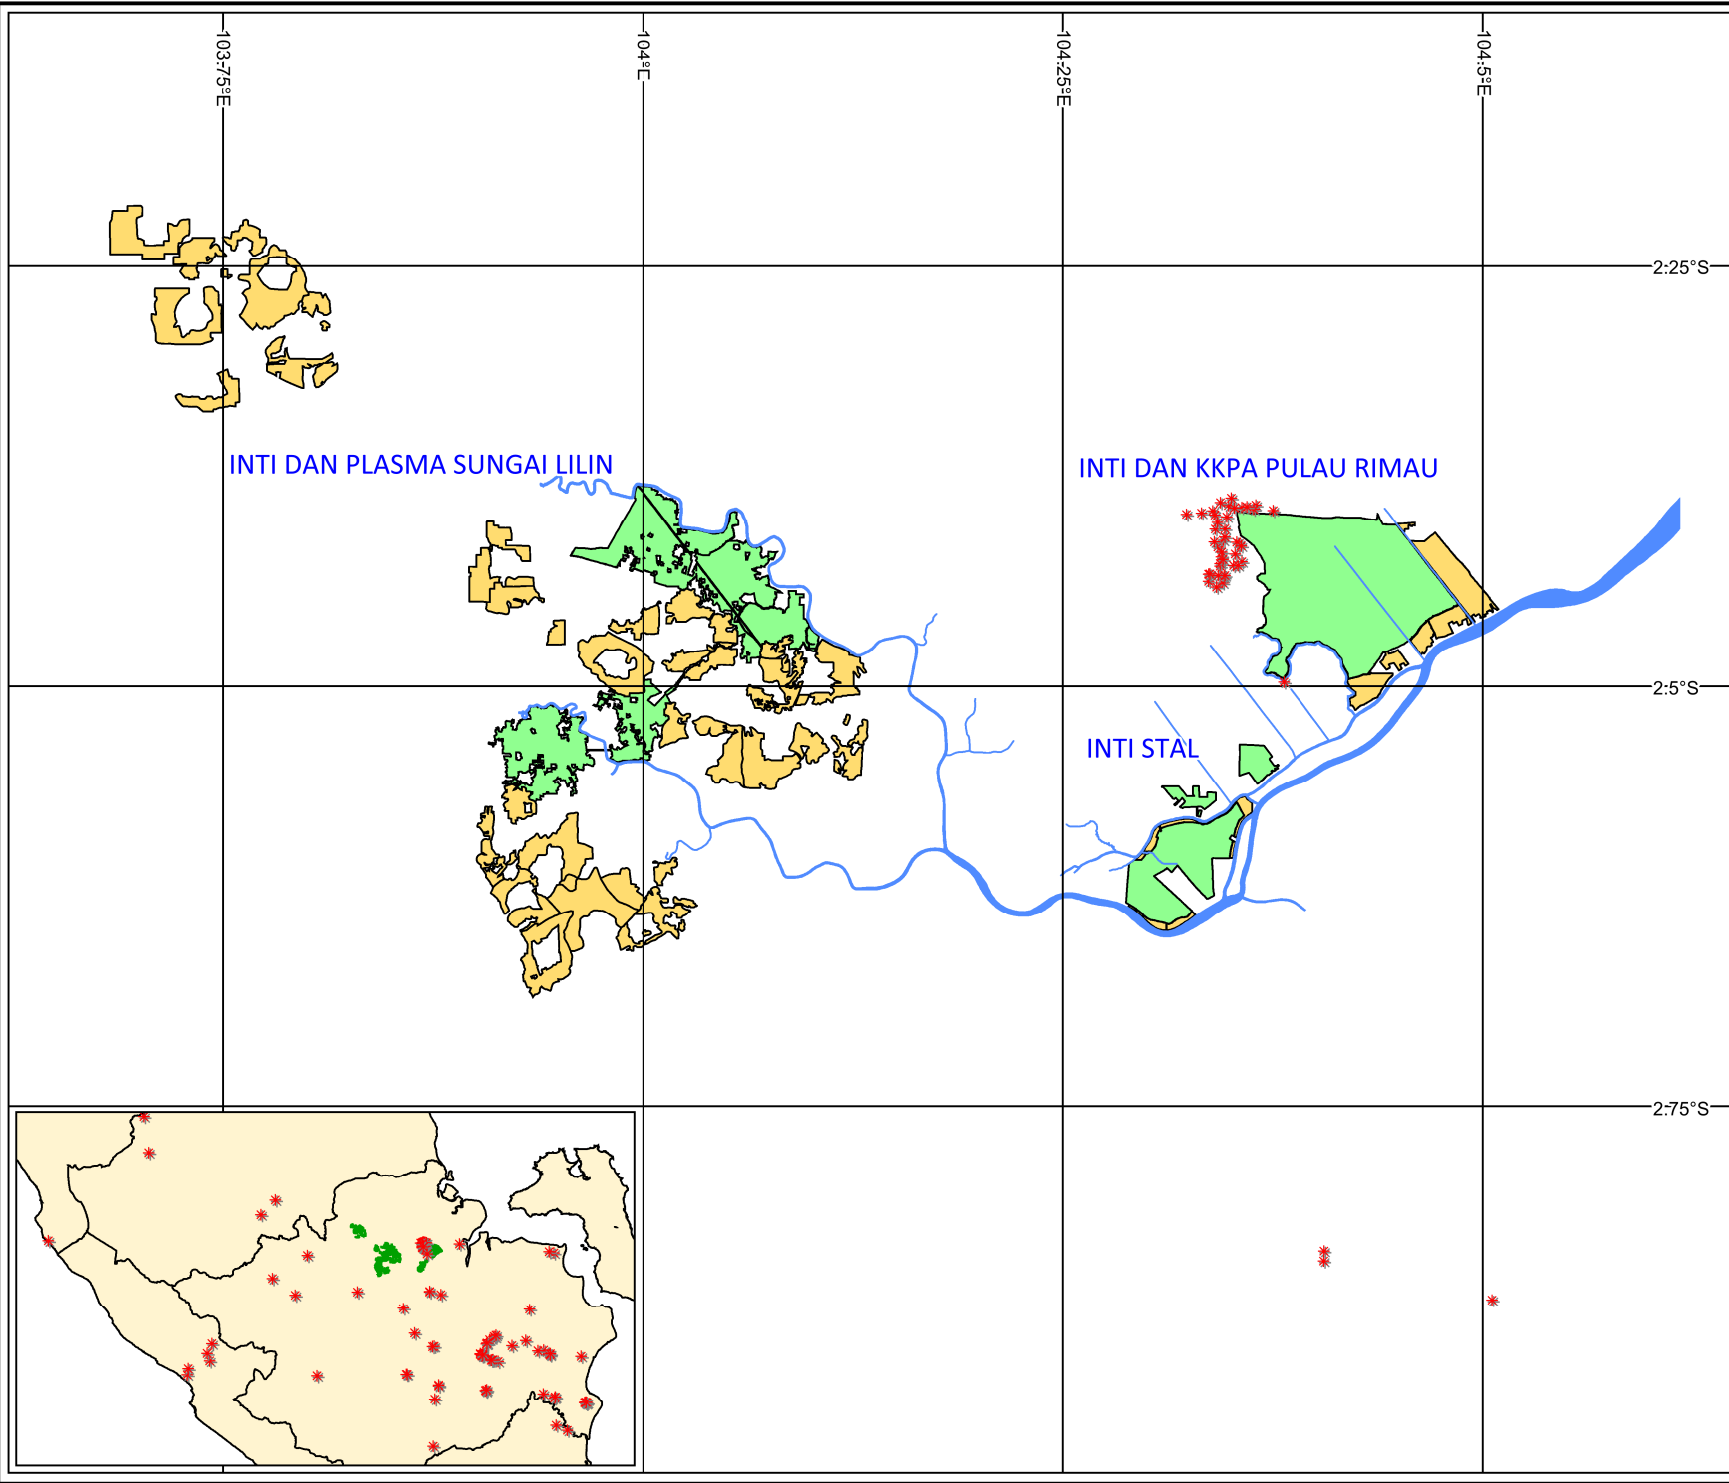 103.75°E
104°E
104.25°E
104.5°E
2.25°S
INTI DAN PLASMA SUNGAI LILIN
INTI DAN KKPA PULAU RIMAU
2.5°S
INTI STAL
2.75°S